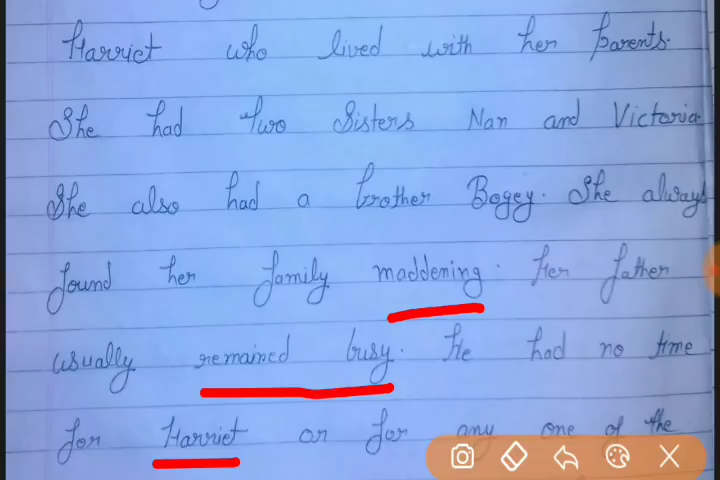 Harriet who lived with her parents.
She had two Sisters Nan and Victoria
She also had a brother Bogey. She always
found her family maddening. Her father
usually remained busy. He had no time
for Harriet or for any one of the